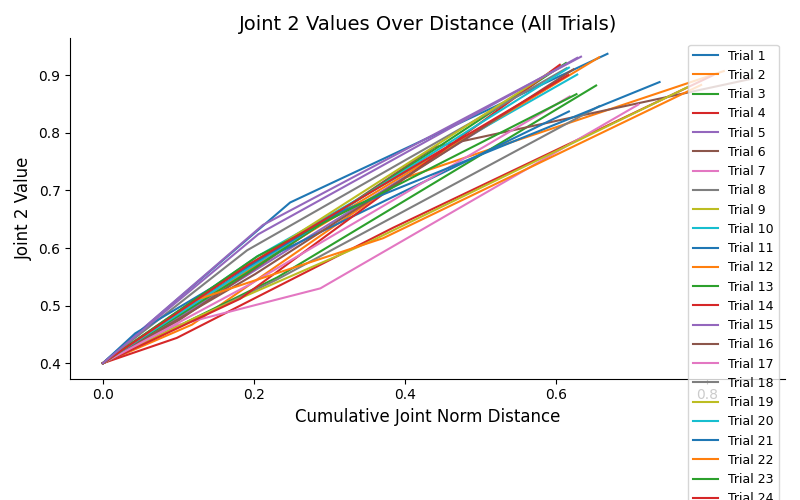 Joint 2 Values Over Distance (All Trials)
Joint 2 Value
0.9
0.8
0.7
0.6
0.5
0.4
0.0
0.2
0.4
0.6
0.8
Cumulative Joint Norm Distance
Trial 1
Trial 2
Trial 3
Trial 4
Trial 5
Trial 6
Trial 7
Trial 8
Trial 9
Trial 10
Trial 11
Trial 12
Trial 13
Trial 14
Trial 15
Trial 16
Trial 17
Trial 18
Trial 19
Trial 20
Trial 21
Trial 22
Trial 23
Trial 24